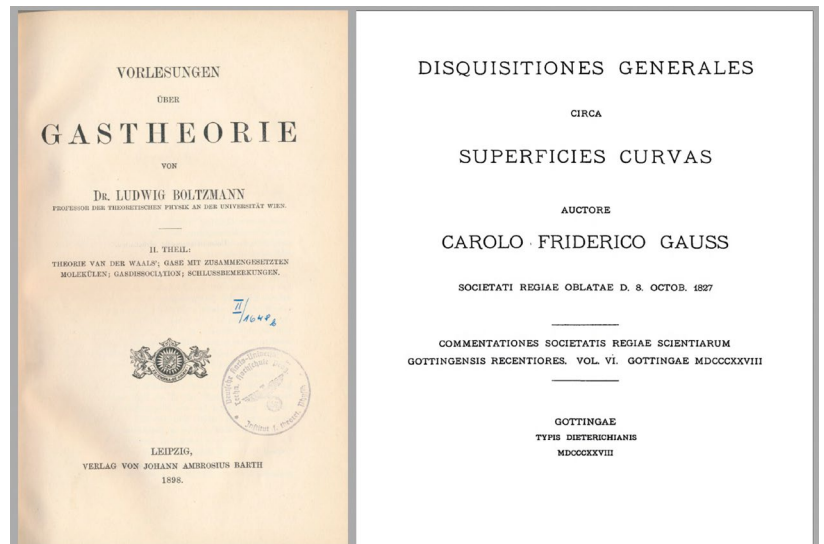 VORLESUNGEN
ÜBER
GASTHEORIE
VON
DR. LUDWIG BOLTZMANN
PROFESSOR DER THEORETISCHEN PHYSIK AN DER UNIVERSITÄT WIEN.
II. THEIL:
THEORIE VAN DER WAALS'; GASE MIT ZUSAMMENGESETZTEN
MOLEKÜLEN; GASDISSOCIATION; SCHLUSSBEMERKUNGEN.
II
LEIPZIG,
VERLAG VON JOHANN AMBROSIUS BARTH
1898.
DISQUISITIONES GENERALES
CIRCA
SUPERFICIES CURVAS
AUCTORE
CAROLO FRIDERICO GAUSS
SOCIETATI REGIAE OBLATAE D. 8. OCTOB. 1827
COMMENTATIONES SOCIETATIS REGIAE SCIENTIARUM
GOTTINGENSIS RECENTIORES. VOL. VI. GOTTINGAE MDCCCXXVIII
GOTTINGAE
TYPIS DIETERICHIANIS
MDCCCXXVIII